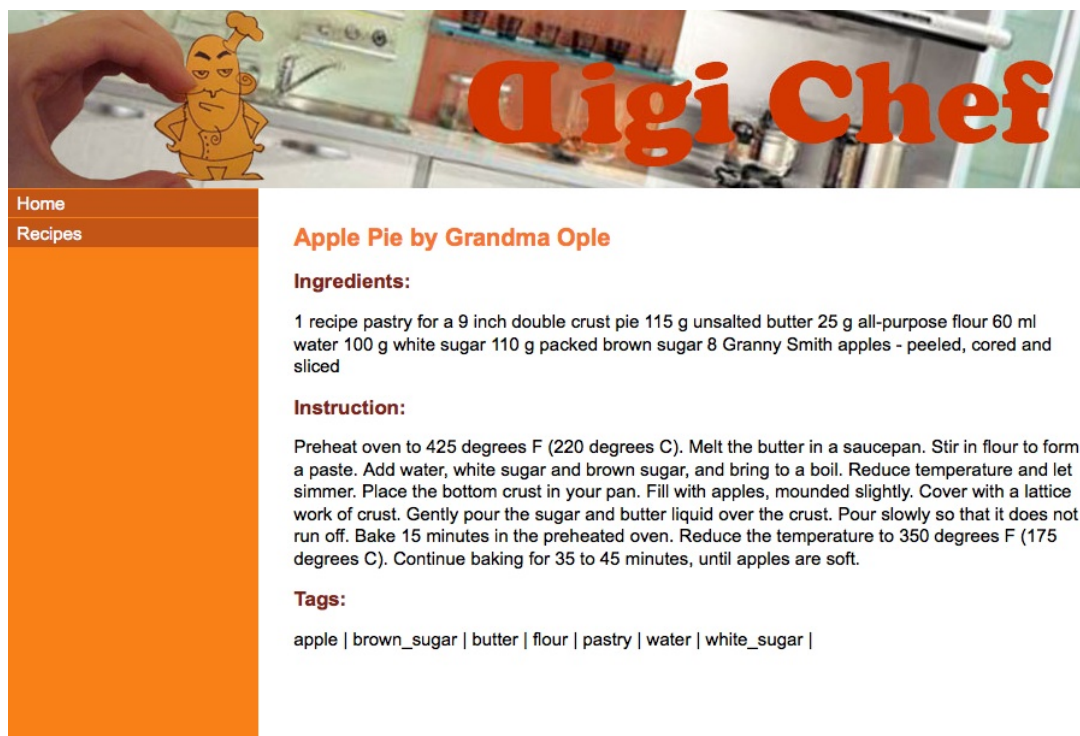 Digi Chef
Home
Recipes
Apple Pie by Grandma Ople
Ingredients:
1 recipe pastry for a 9 inch double crust pie 115 g unsalted butter 25 g all-purpose flour 60 ml
water 100 g white sugar 110 g packed brown sugar 8 Granny Smith apples - peeled, cored and
sliced
Instruction:
Preheat oven to 425 degrees F (220 degrees C). Melt the butter in a saucepan. Stir in flour to form
a paste. Add water, white sugar and brown sugar, and bring to a boil. Reduce temperature and let
simmer. Place the bottom crust in your pan. Fill with apples, mounded slightly. Cover with a lattice
work of crust. Gently pour the sugar and butter liquid over the crust. Pour slowly so that it does not
run off. Bake 15 minutes in the preheated oven. Reduce the temperature to 350 degrees F (175
degrees C). Continue baking for 35 to 45 minutes, until apples are soft.
Tags:
apple | brown_sugar | butter | flour | pastry | water | white_sugar |